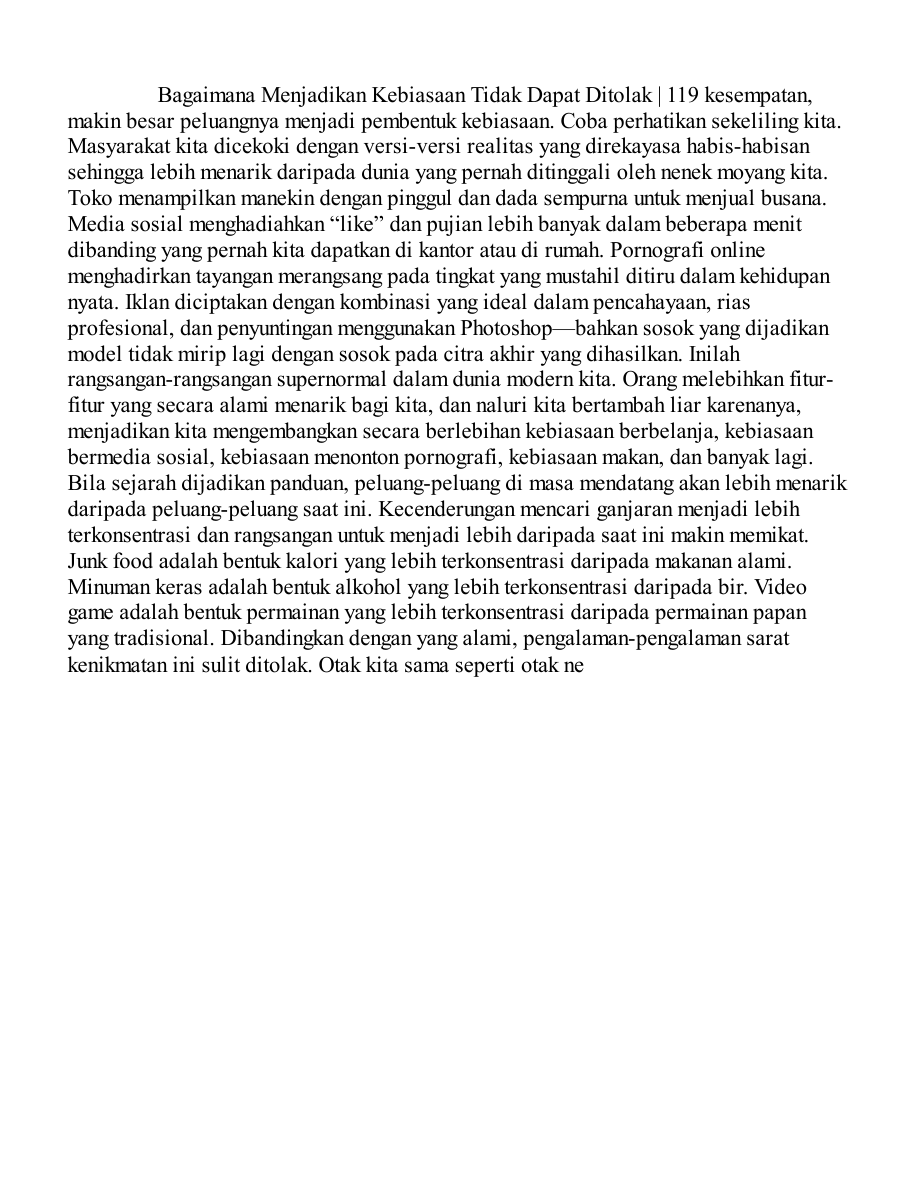 Bagaimana Menjadikan Kebiasaan Tidak Dapat Ditolak | 119 kesempatan,
makin besar peluangnya menjadi pembentuk kebiasaan. Coba perhatikan sekeliling kita.
Masyarakat kita dicekoki dengan versi-versi realitas yang direkayasa habis-habisan
sehingga lebih menarik daripada dunia yang pernah ditinggali oleh nenek moyang kita.
Toko menampilkan manekin dengan pinggul dan dada sempurna untuk menjual busana.
Media sosial menghadiahkan “like” dan pujian lebih banyak dalam beberapa menit
dibanding yang pernah kita dapatkan di kantor atau di rumah. Pornografi online
menghadirkan tayangan merangsang pada tingkat yang mustahil ditiru dalam kehidupan
nyata. Iklan diciptakan dengan kombinasi yang ideal dalam pencahayaan, rias
profesional, dan penyuntingan menggunakan Photoshop—bahkan sosok yang dijadikan
model tidak mirip lagi dengan sosok pada citra akhir yang dihasilkan. Inilah
rangsangan-rangsangan supernormal dalam dunia modern kita. Orang melebihkan fitur-
fitur yang secara alami menarik bagi kita, dan naluri kita bertambah liar karenanya,
menjadikan kita mengembangkan secara berlebihan kebiasaan berbelanja, kebiasaan
bermedia sosial, kebiasaan menonton pornografi, kebiasaan makan, dan banyak lagi.
Bila sejarah dijadikan panduan, peluang-peluang di masa mendatang akan lebih menarik
daripada peluang-peluang saat ini. Kecenderungan mencari ganjaran menjadi lebih
terkonsentrasi dan rangsangan untuk menjadi lebih daripada saat ini makin memikat.
Junk food adalah bentuk kalori yang lebih terkonsentrasi daripada makanan alami.
Minuman keras adalah bentuk alkohol yang lebih terkonsentrasi daripada bir. Video
game adalah bentuk permainan yang lebih terkonsentrasi daripada permainan papan
yang tradisional. Dibandingkan dengan yang alami, pengalaman-pengalaman sarat
kenikmatan ini sulit ditolak. Otak kita sama seperti otak ne